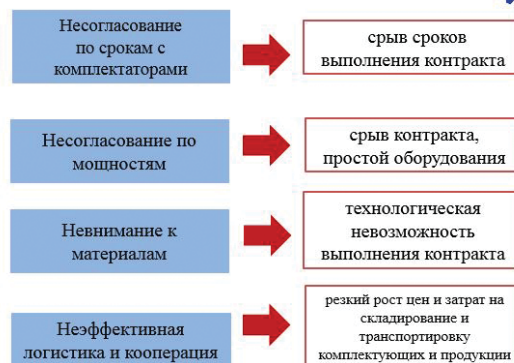 Несогласование
по срокам с
комплектаторами
срыв сроков
выполнения контракта
Несогласование по
мощностям
срыв контракта,
простой оборудования
Невнимание к
материалам
технологическая
невозможность
выполнения контракта
Неэффективная
логистика и кооперация
резкий рост цен и затрат на
складирование и
транспортировку
комплектующих и продукции